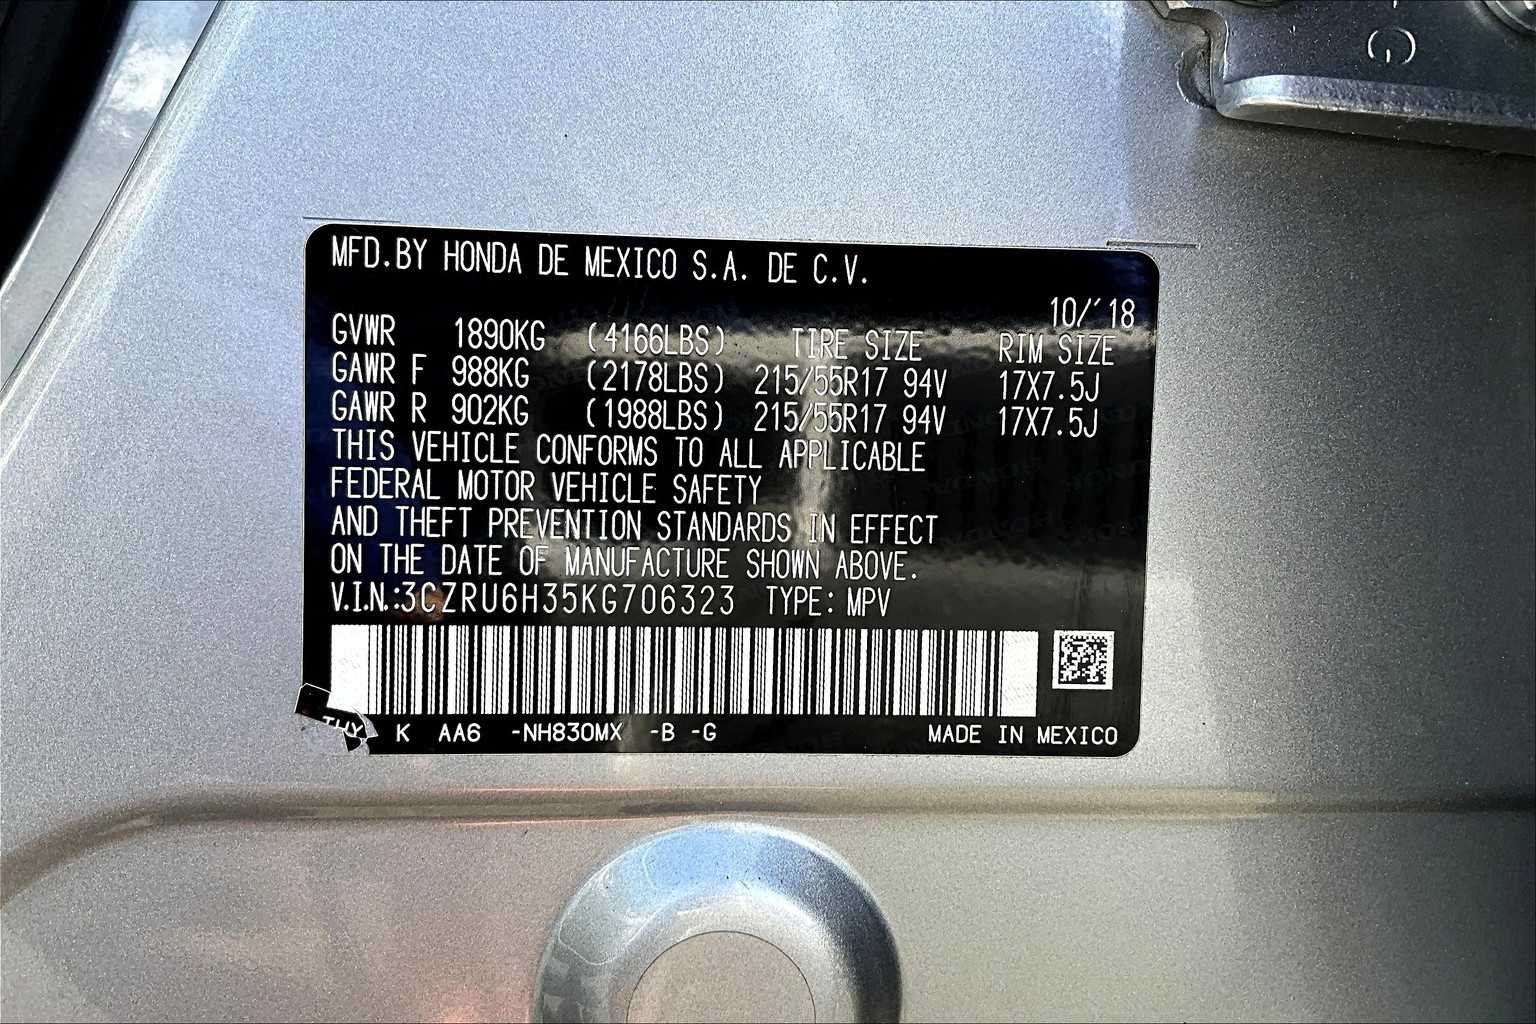 MFD.BY HONDA DE MEXICO S.A. DE C.V.
10/'18
GVWR 1890KG (4166LBS) TIRE SIZE RIM SIZE
GAWR F 988KG (2178LBS) 215/55R17 94V 17X7.5J
GAWR R 902KG (1988LBS) 215/55R17 94V 17X7.5J
THIS VEHICLE CONFORMS TO ALL APPLICABLE
FEDERAL MOTOR VEHICLE SAFETY
AND THEFT PREVENTION STANDARDS IN EFFECT
ON THE DATE OF MANUFACTURE SHOWN ABOVE.
V.I.N.:3CZRU6H35KG706323 TYPE: MPV
K AA6 -NH830MX -B -G MADE IN MEXICO